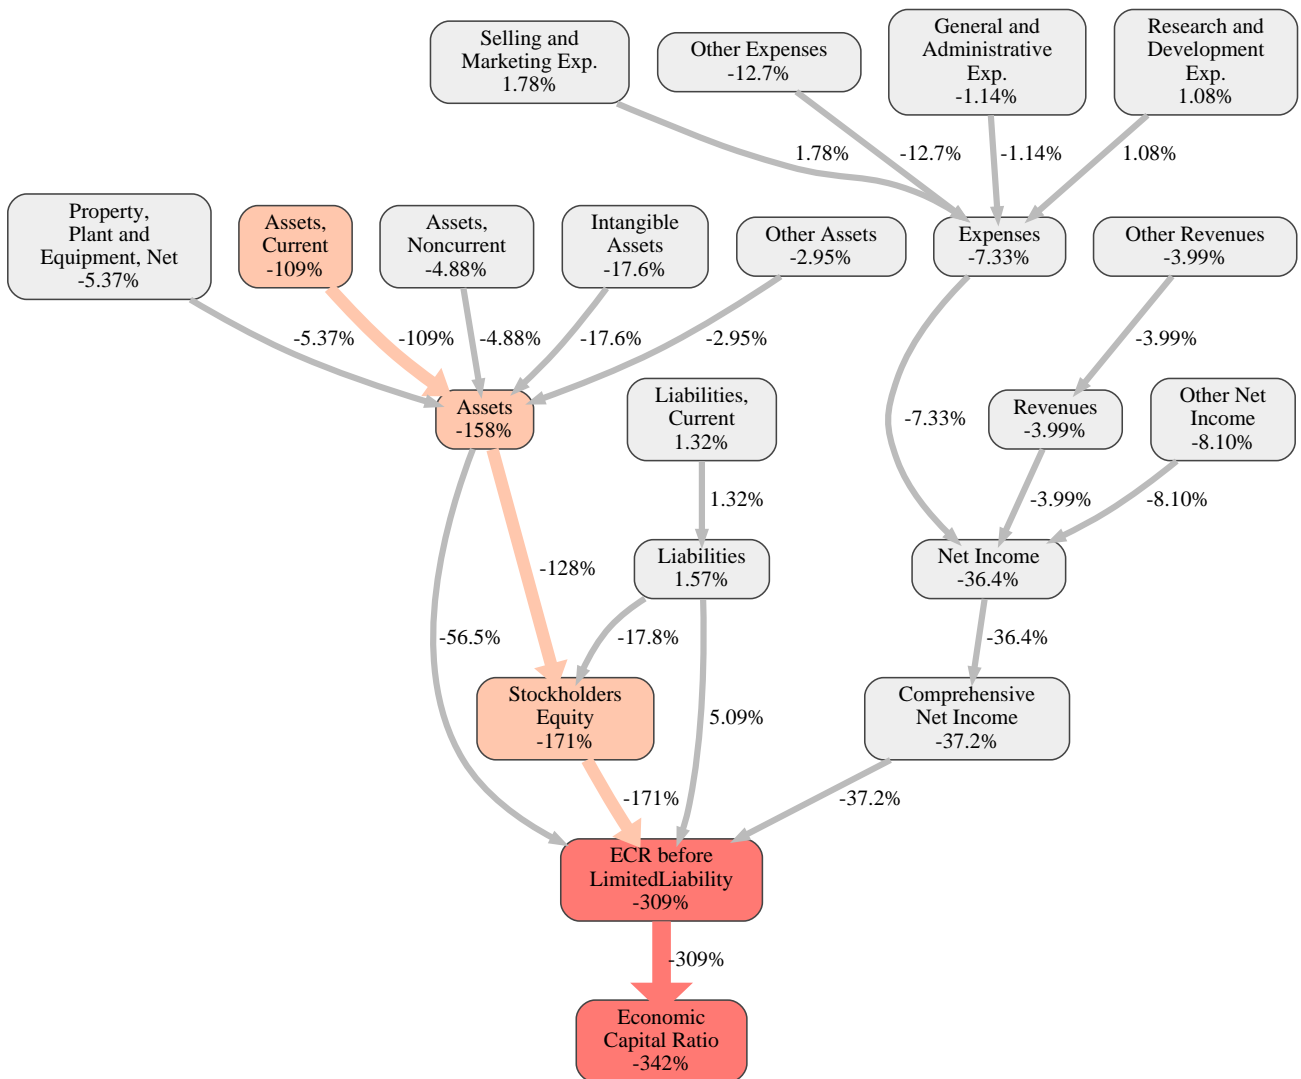 Selling and
Marketing Exp.
1.78%
Other Expenses
-12.7%
General and
Administrative
Exp.
-1.14%
Research and
Development
Exp.
1.08%
1.78%
-12.7%
-1.14%
1.08%
Property,
Plant and
Equipment, Net
-5.37%
Assets,
Current
-109%
Assets,
Noncurrent
-4.88%
Intangible
Assets
-17.6%
Other Assets
-2.95%
Expenses
-7.33%
Other Revenues
-3.99%
-5.37%
-109%
-4.88%
-17.6%
-2.95%
-3.99%
Assets
-158%
Liabilities,
Current
1.32%
-7.33%
Revenues
-3.99%
Other Net
Income
-8.10%
1.32%
-3.99%
-8.10%
-128%
Liabilities
1.57%
Net Income
-36.4%
-56.5%
-17.8%
-36.4%
Stockholders
Equity
-171%
5.09%
Comprehensive
Net Income
-37.2%
-171%
-37.2%
ECR before
LimitedLiability
-309%
-309%
Economic
Capital Ratio
-342%